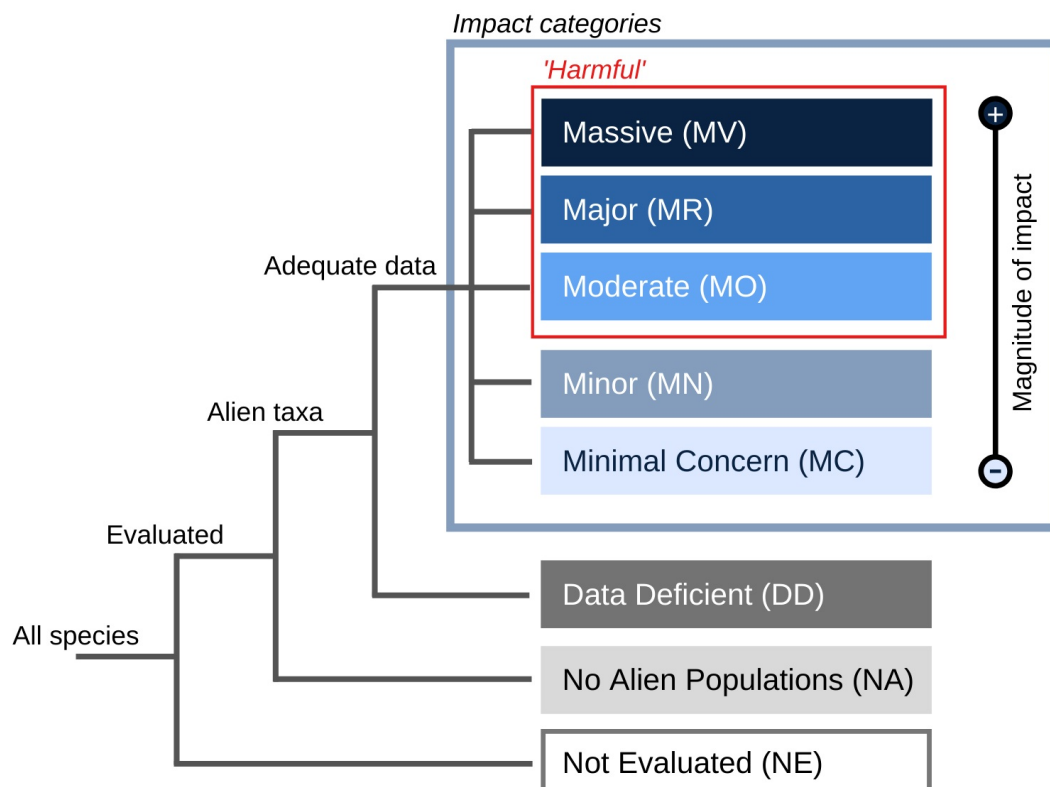 Impact categories
'Harmful'
Massive (MV)
Major (MR)
Moderate (MO)
Minor (MN)
Minimal Concern (MC)
+
Magnitude of impact
-
Adequate data
Alien taxa
Evaluated
All species
Data Deficient (DD)
No Alien Populations (NA)
Not Evaluated (NE)